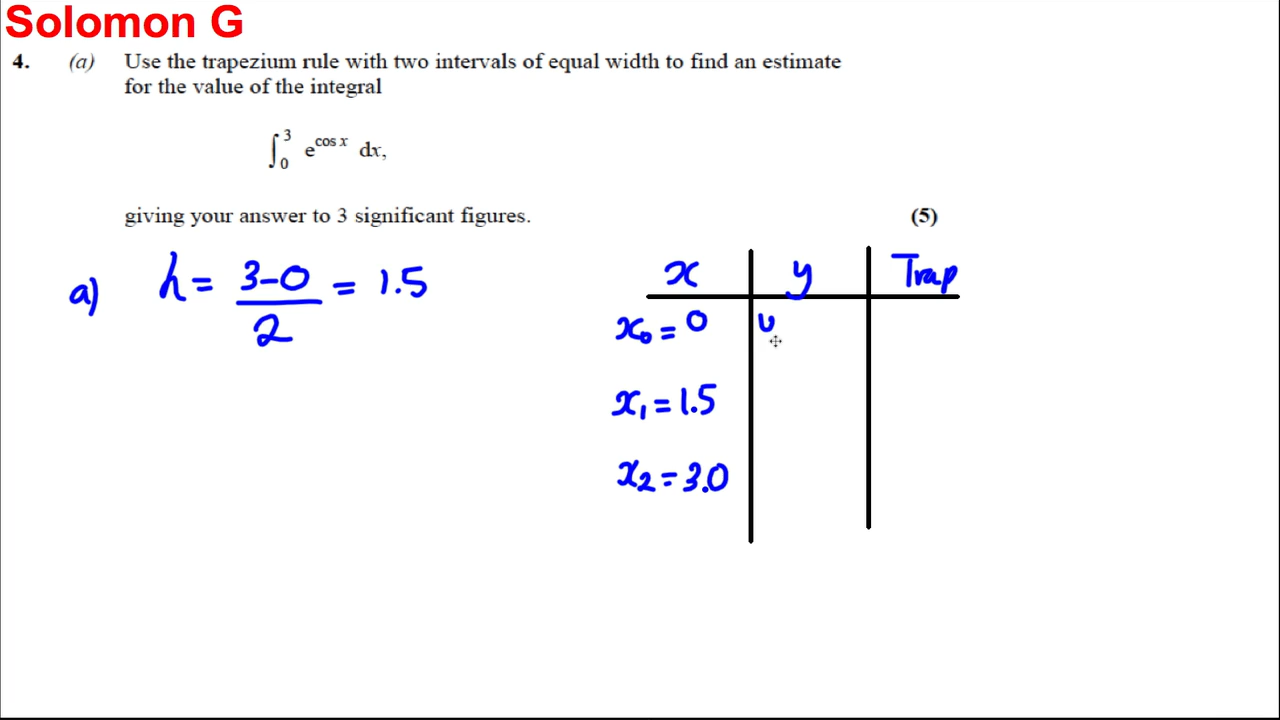 Solomon G
4. (a) Use the trapezium rule with two intervals of equal width to find an estimate
for the value of the integral
∫₀³ e^cos x dx,
giving your answer to 3 significant figures. (5)
a) h = (3-0)/2 = 1.5
x y Trap
x₀ = 0
x₁ = 1.5
x₂ = 3.0